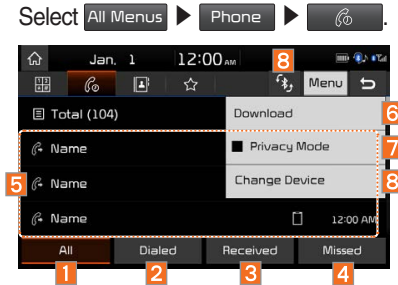 Select All Menus ▶ Phone ▶ .
Jan. 1 12:00 AM 8
Menu
Total (104) Download 6
Name Privacy Mode 7
5 Name Change Device 8
Name 12:00 AM
All Dialed Received Missed
1 2 3 4